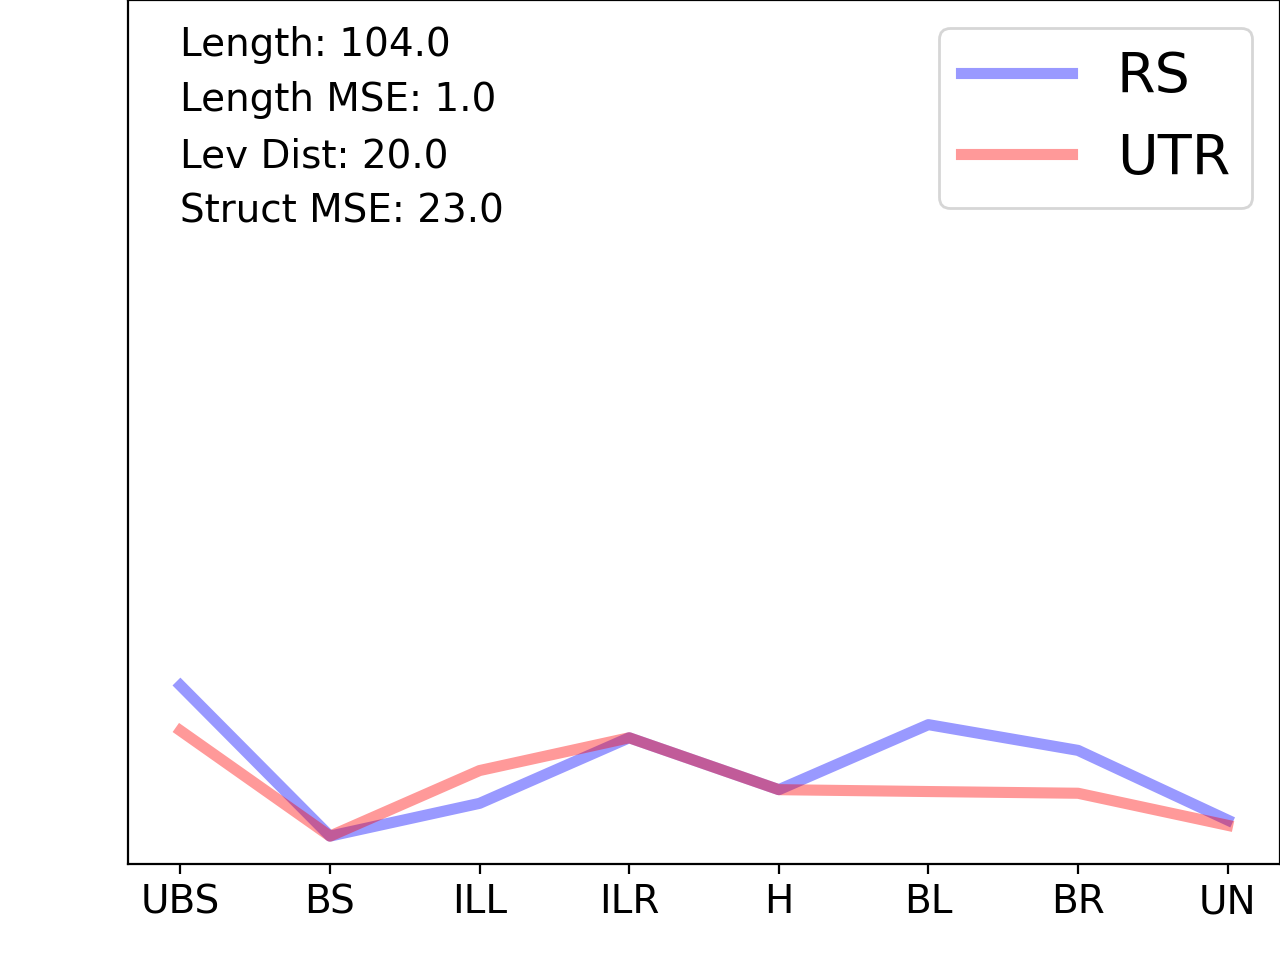 Length: 104.0
Length MSE: 1.0
Lev Dist: 20.0
Struct MSE: 23.0
RS
UTR
UBS BS ILL ILR H BL BR UN